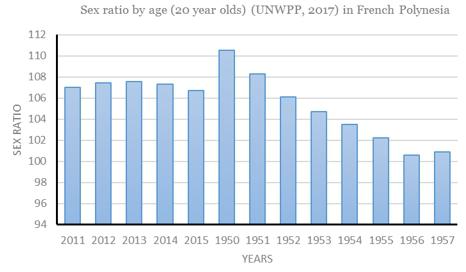 Sex ratio by age (20 year olds) (UNWPP, 2017) in French Polynesia
112
110
108
106
104
102
100
98
96
94
SEX RATIO
2011 2012 2013 2014 2015 1950 1951 1952 1953 1954 1955 1956 1957
YEARS